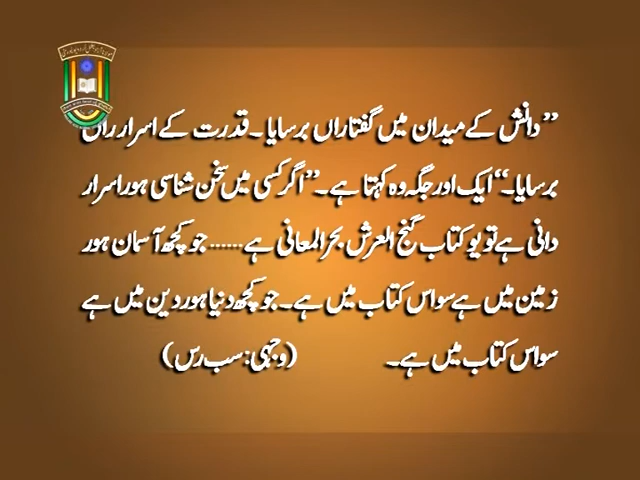 ”دانش کے میدان میں گفتاراں برسایا۔ قدرت کے اسرار راں
برسایا۔“ ایک اور جگہ وہ کہتا ہے۔ ”اگر کسی میں سخن شناسی ہور اسرار
دانی ہے تو یو کتاب گنج العرش بحر المعانی ہے...... جو کچھ آسمان ہور
زمین میں ہے سو اس کتاب میں ہے۔ جو کچھ دنیا ہور دین میں ہے
سو اس کتاب میں ہے۔ (وجہی: سب رس)